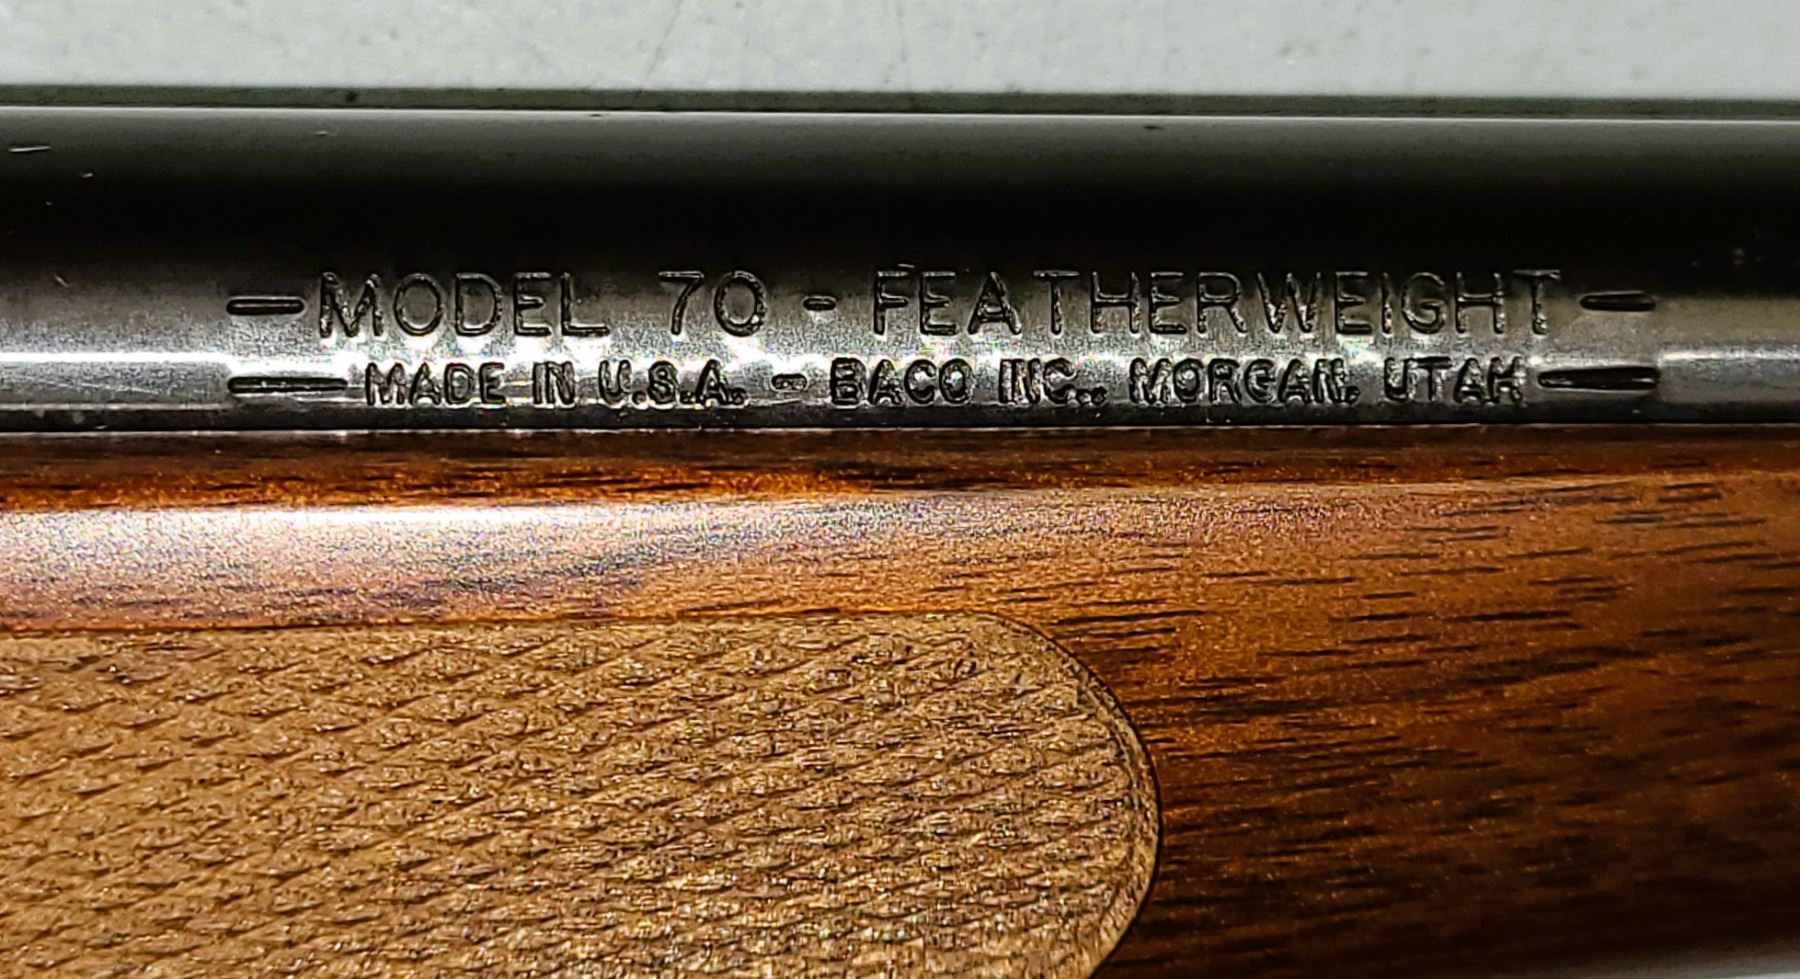 -MODEL 70 - FEATHERWEIGHT-
-MADE IN U.S.A. - BACO INC., MORGAN, UTAH-